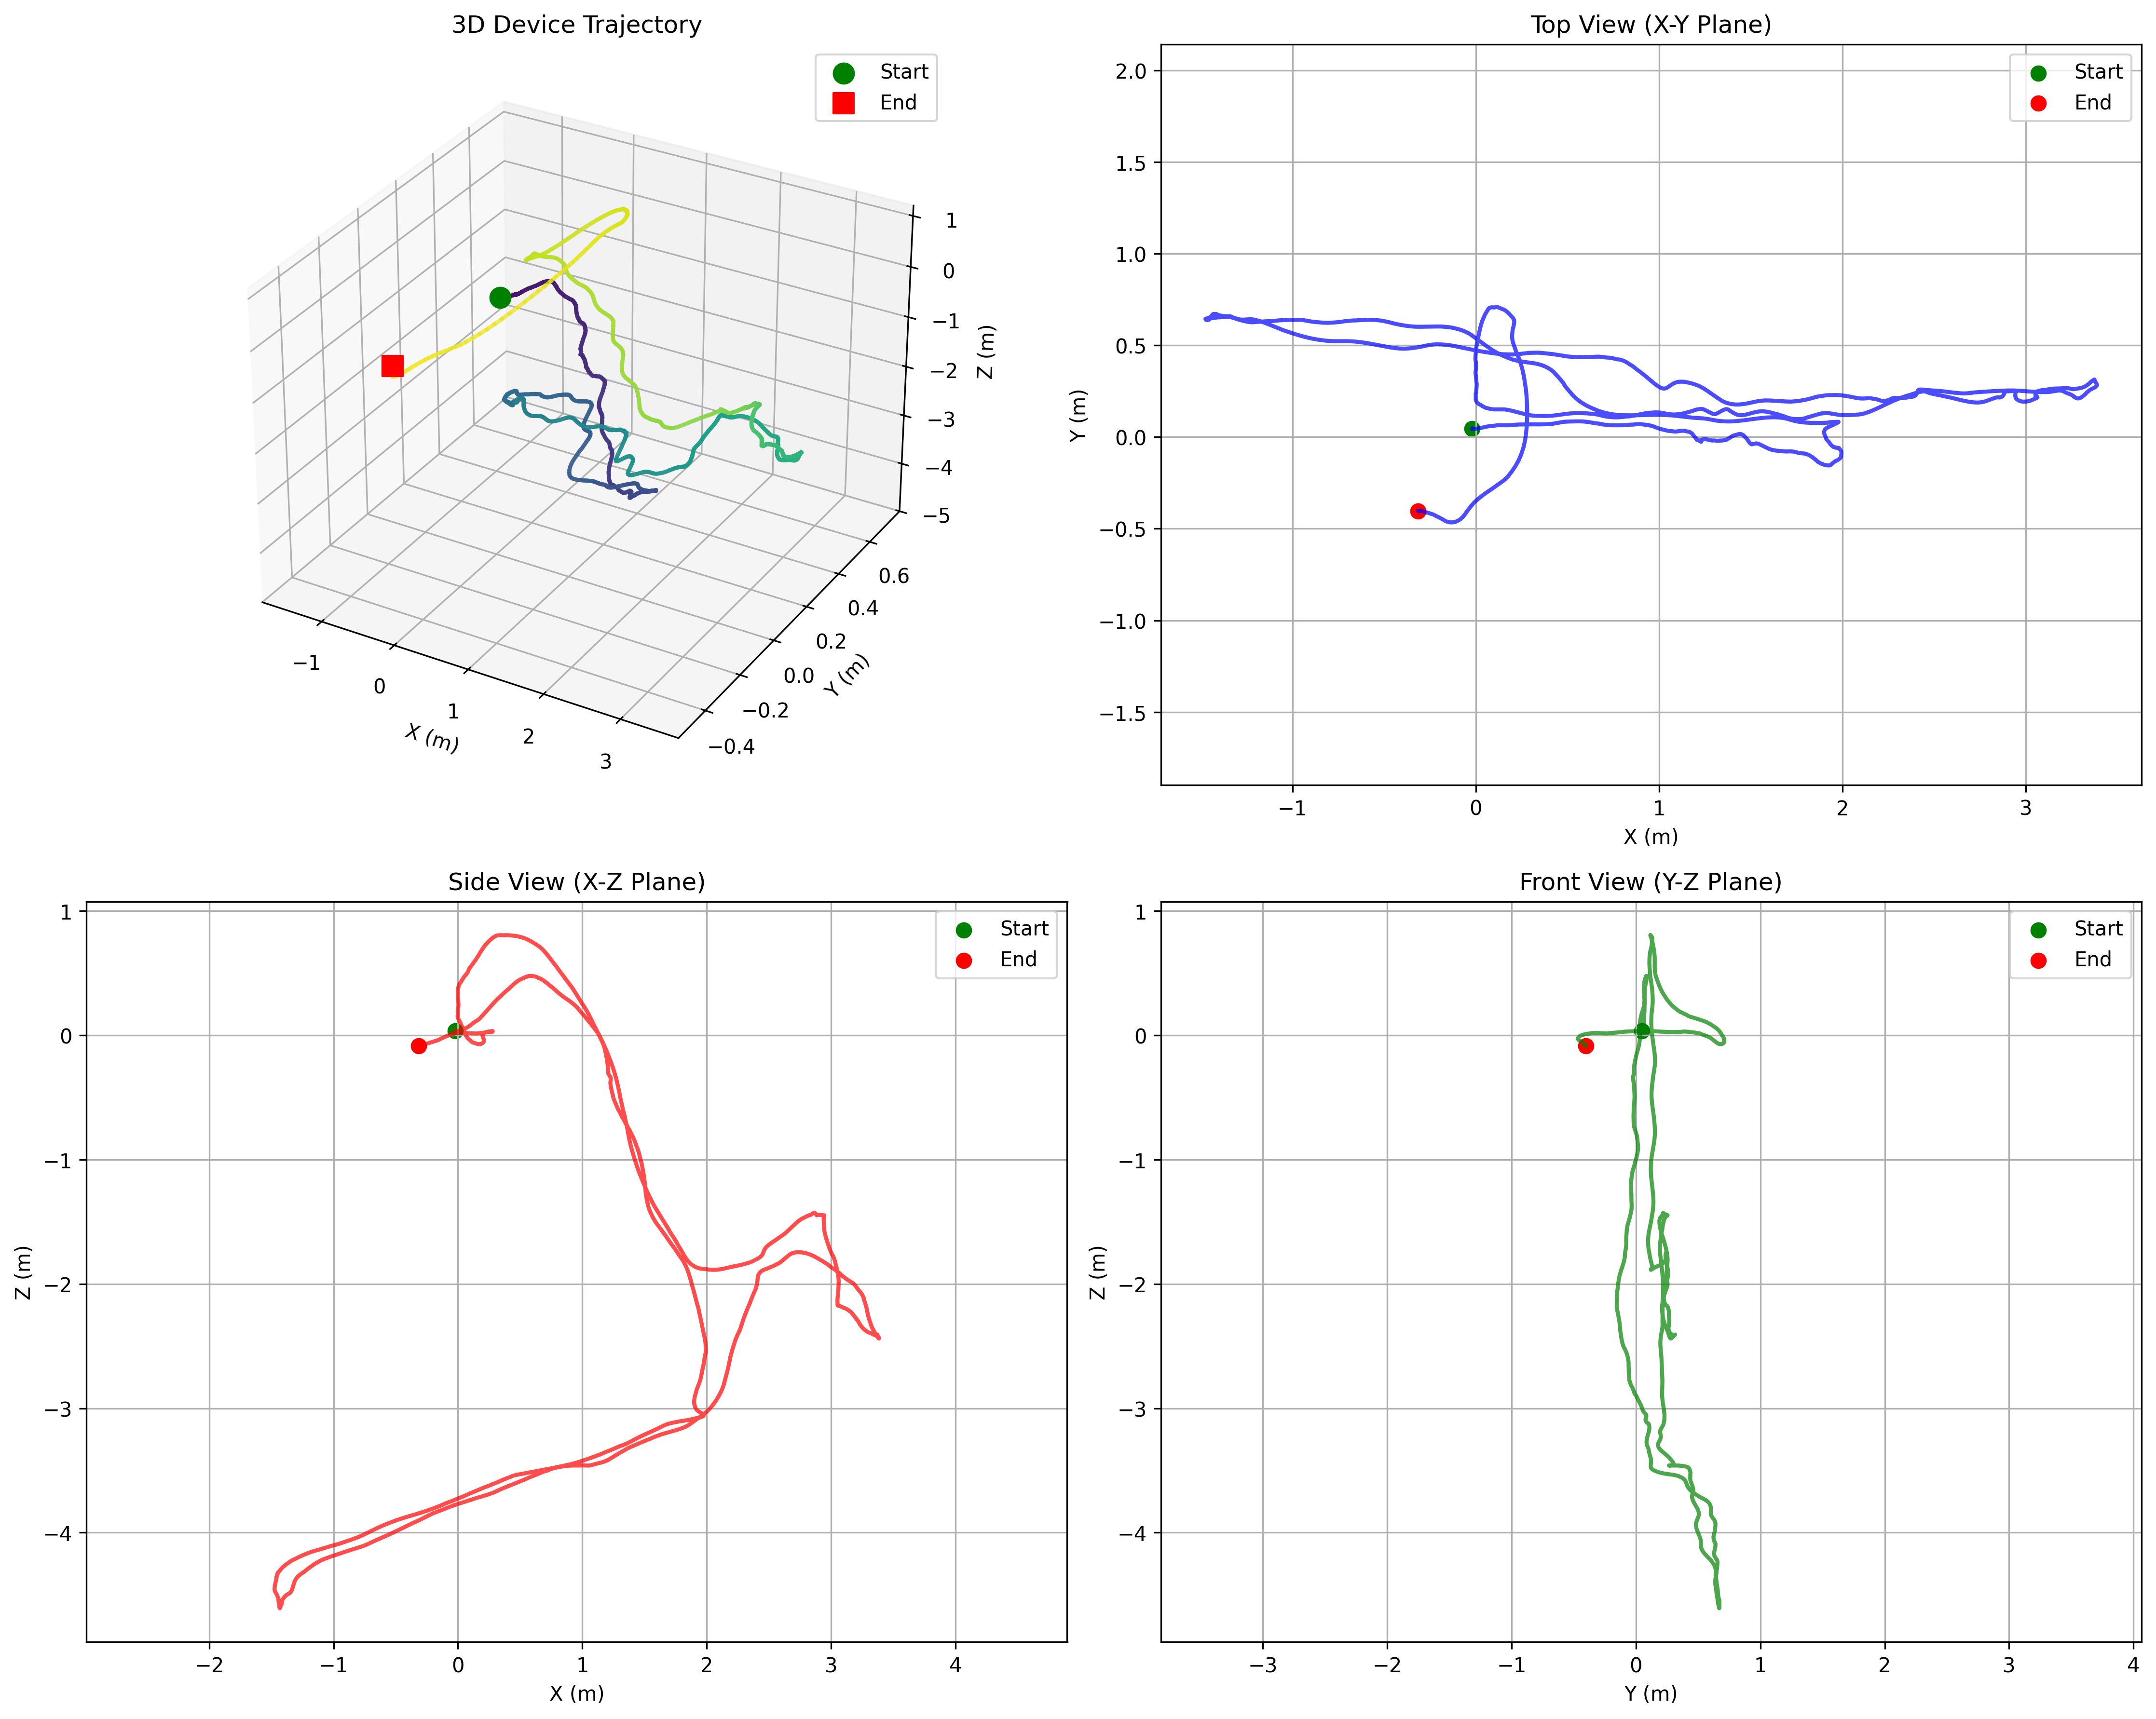 3D Device Trajectory
Start
End
1
0
−1
−2
−3
−4
−5
Z (m)
−1
0
1
2
3
X (m)
−0.4
−0.2
0.0
0.2
0.4
0.6
Y (m)
Top View (X-Y Plane)
Start
End
2.0
1.5
1.0
0.5
0.0
−0.5
−1.0
−1.5
Y (m)
−1
0
1
2
3
X (m)
Side View (X-Z Plane)
Start
End
1
0
−1
−2
−3
−4
Z (m)
−2
−1
0
1
2
3
4
X (m)
Front View (Y-Z Plane)
Start
End
1
0
−1
−2
−3
−4
Z (m)
−3
−2
−1
0
1
2
3
4
Y (m)